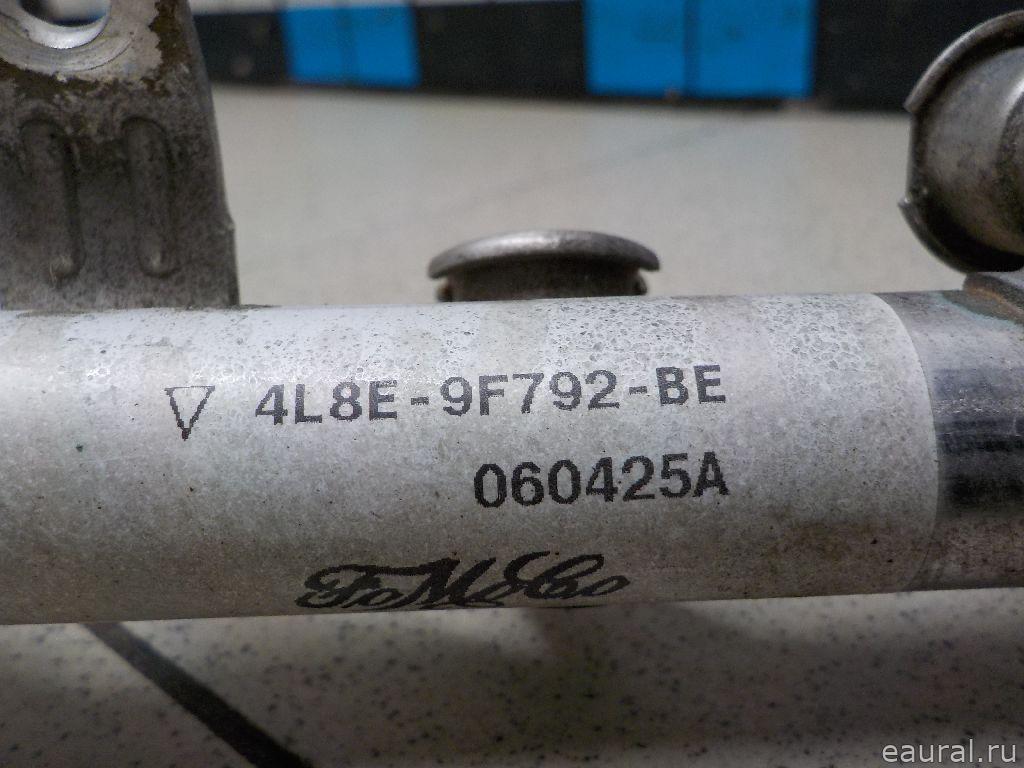 ▽ 4L8E-9F792-BE
060425A
FoMoCo
eaural.ru